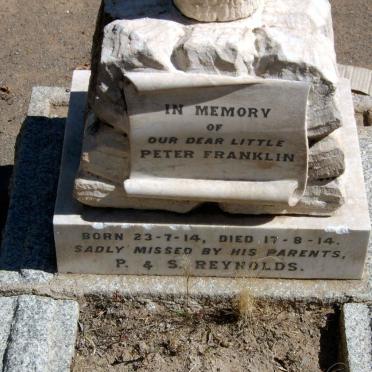 IN MEMORY
OF
OUR DEAR LITTLE
PETER FRANKLIN
BORN 23-7-14, DIED 17-8-14.
SADLY MISSED BY HIS PARENTS,
P. & S. REYNOLDS.